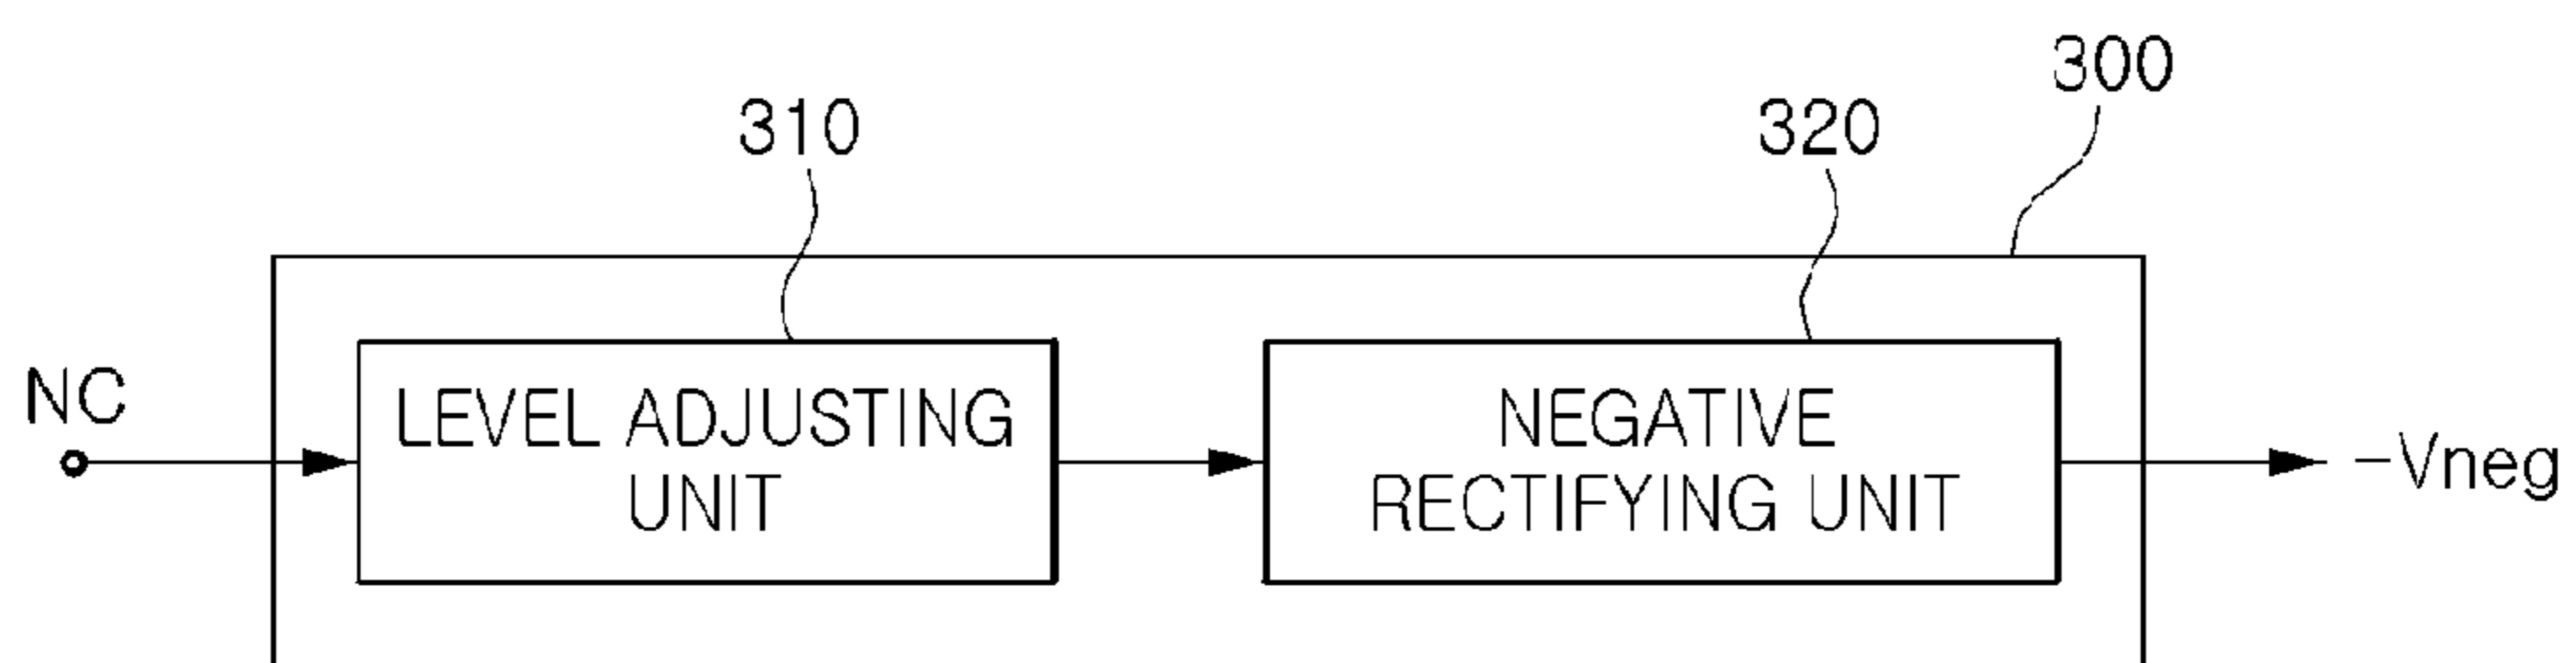 300
310
320
NC
LEVEL ADJUSTING
UNIT
NEGATIVE
RECTIFYING UNIT
-Vneg